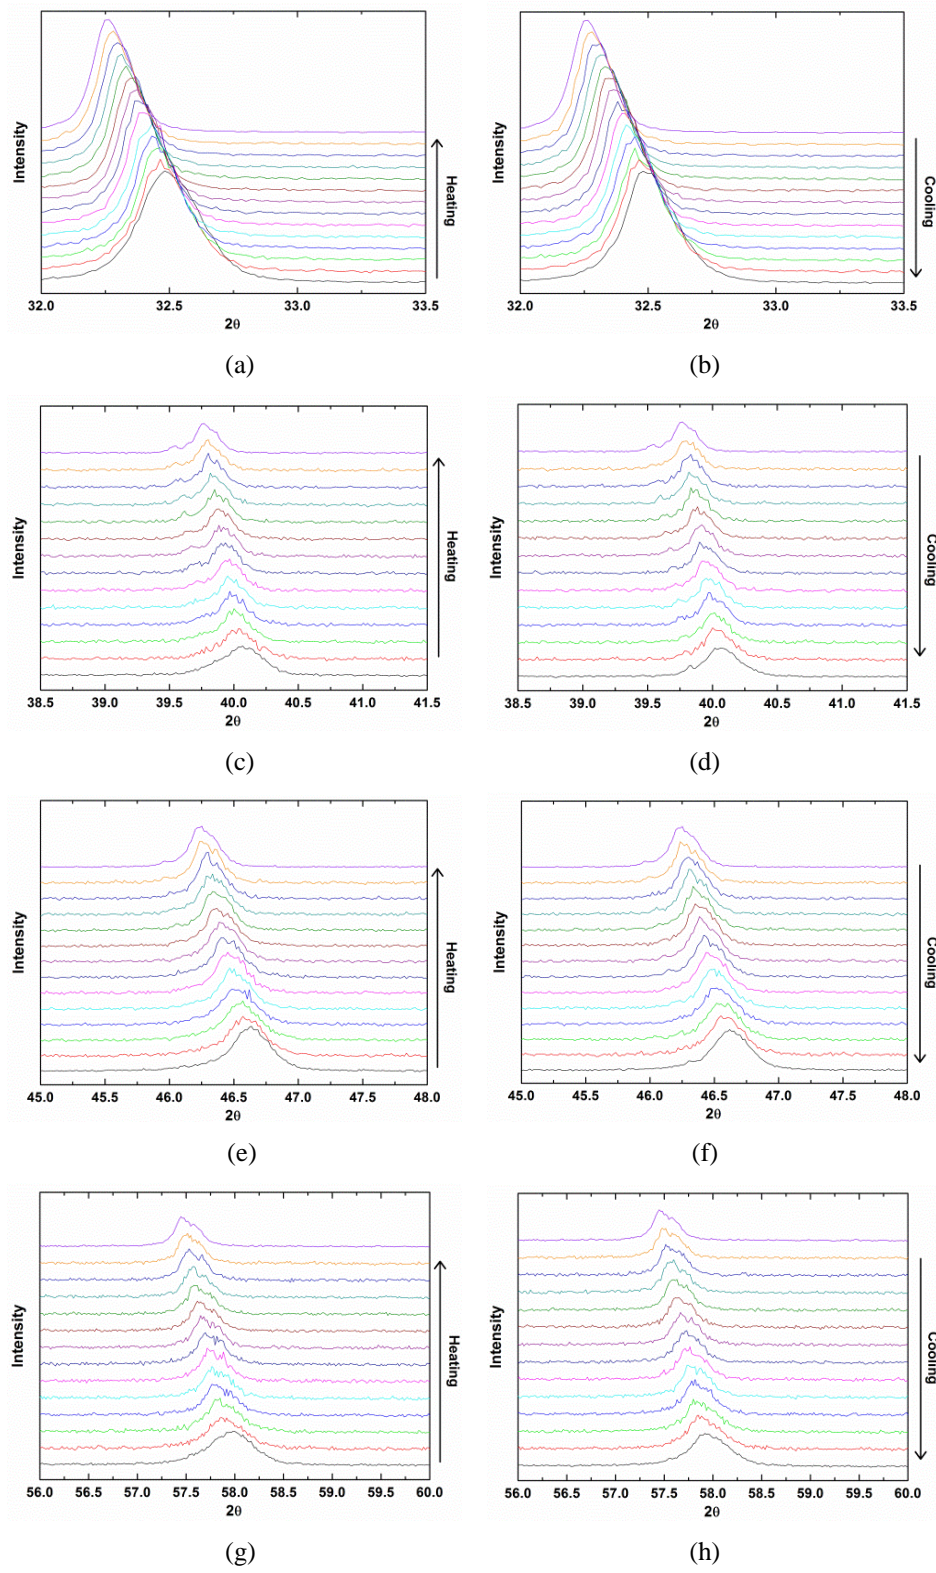 Intensity
Heating
32.0 32.5 33.0 33.5
2θ
(a)
Intensity
Cooling
32.0 32.5 33.0 33.5
2θ
(b)
Intensity
Heating
38.5 39.0 39.5 40.0 40.5 41.0 41.5
2θ
(c)
Intensity
Cooling
38.5 39.0 39.5 40.0 40.5 41.0 41.5
2θ
(d)
Intensity
Heating
45.0 45.5 46.0 46.5 47.0 47.5 48.0
2θ
(e)
Intensity
Cooling
45.0 45.5 46.0 46.5 47.0 47.5 48.0
2θ
(f)
Intensity
Heating
56.0 56.5 57.0 57.5 58.0 58.5 59.0 59.5 60.0
2θ
(g)
Intensity
Cooling
56.0 56.5 57.0 57.5 58.0 58.5 59.0 59.5 60.0
2θ
(h)